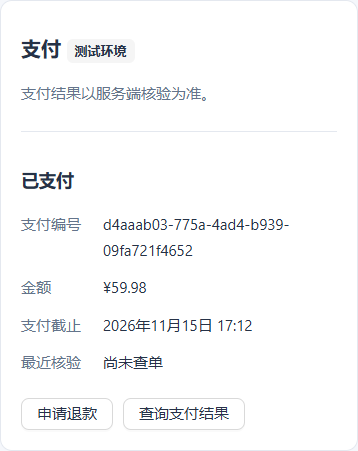 支付 测试环境
支付结果以服务端核验为准。
已支付
支付编号 d4aaab03-775a-4ad4-b939-
09fa721f4652
金额 ¥59.98
支付截止 2026年11月15日 17:12
最近核验 尚未查单
申请退款 查询支付结果